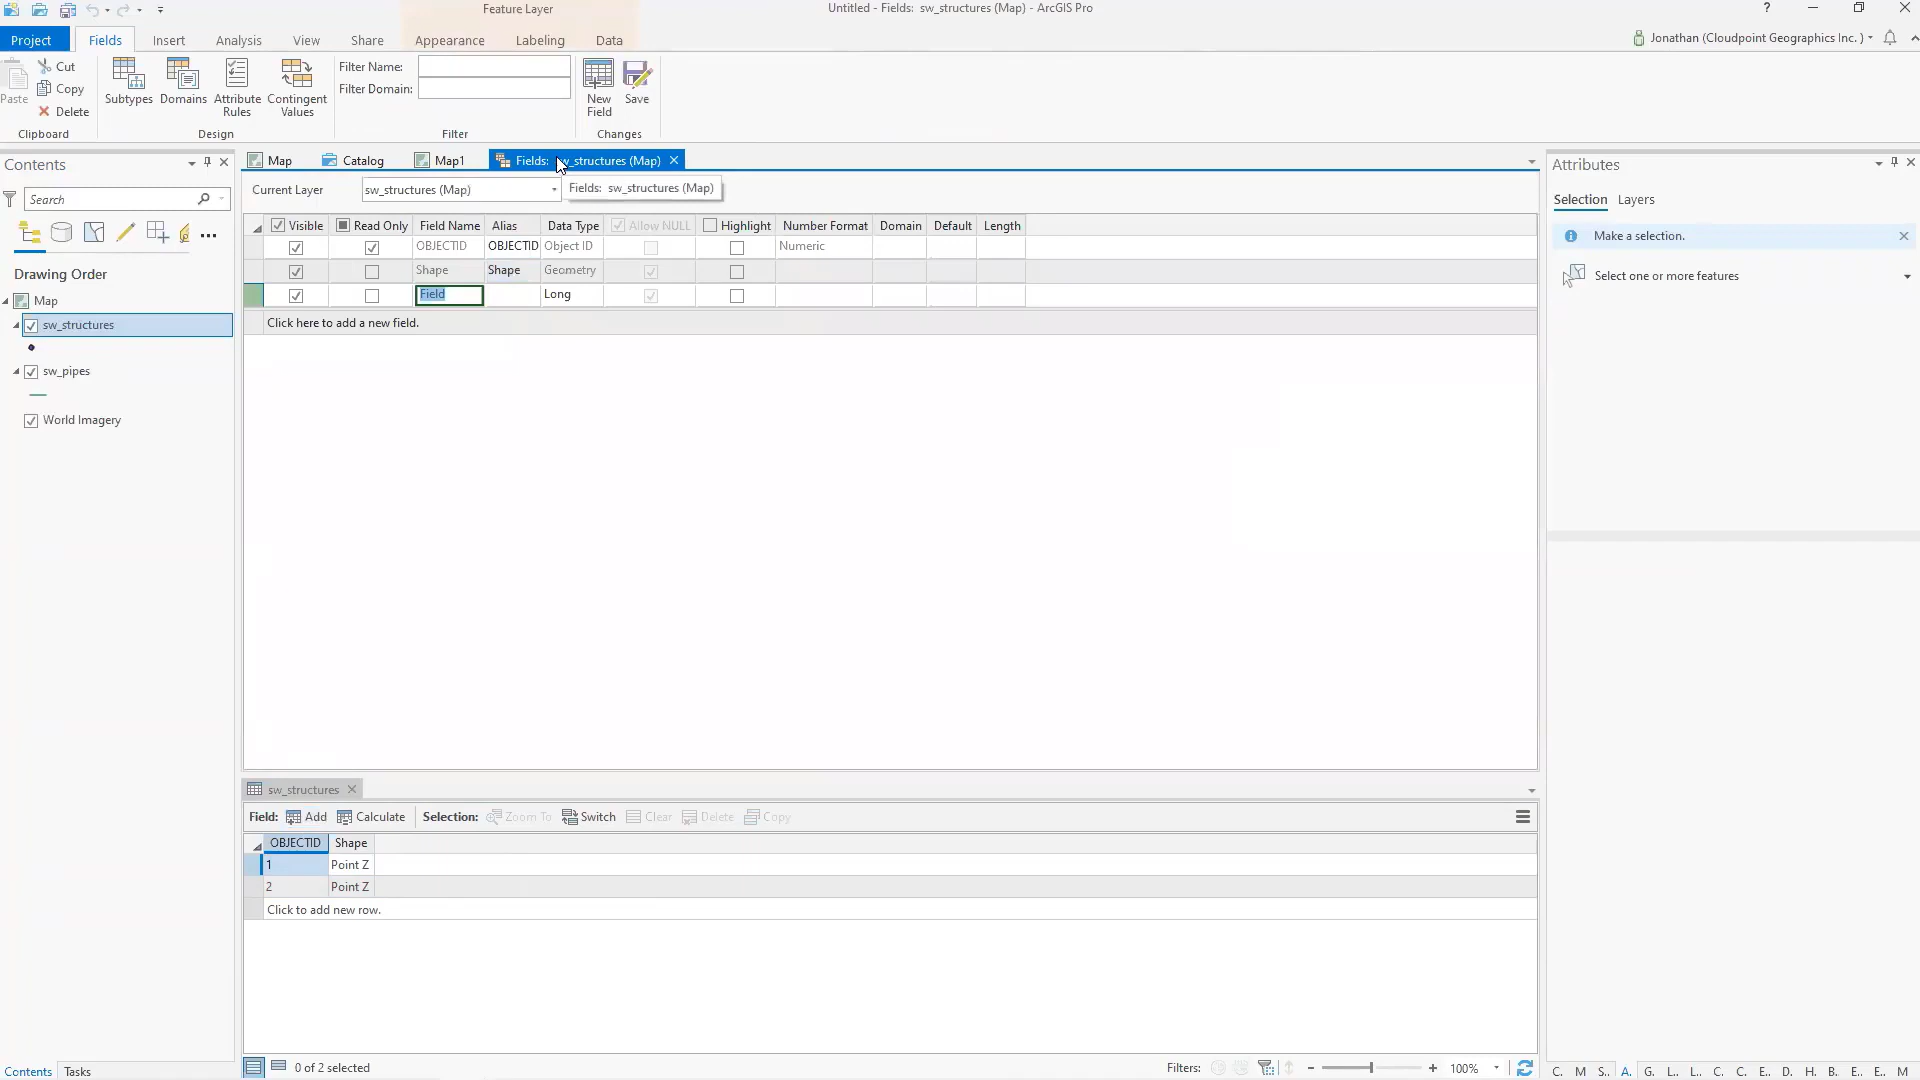 Feature Layer
Untitled - Fields: sw_structures (Map) - ArcGIS Pro
?
Project
Fields
Insert
Analysis
View
Share
Appearance
Labeling
Data
Jonathan (Cloudpoint Geographics Inc. )
Paste
Cut
Copy
Delete
Clipboard
Subtypes
Domains
Attribute Rules
Contingent Values
Design
Filter Name:
Filter Domain:
Filter
New Field
Save
Changes
Contents
Search
Drawing Order
Map
sw_structures
sw_pipes
World Imagery
Map
Catalog
Map1
Fields: sw_structures (Map)
Current Layer
sw_structures (Map)
Fields: sw_structures (Map)
Visible Read Only Field Name Alias Data Type Allow NULL Highlight Number Format Domain Default Length
OBJECTID OBJECTID Object ID Numeric
Shape Shape Geometry
Field Long
Click here to add a new field.
sw_structures
Field: Add Calculate Selection: Zoom To Switch Clear Delete Copy
OBJECTID Shape
1 Point Z
2 Point Z
Click to add new row.
0 of 2 selected
Filters:
100%
Attributes
Selection Layers
Make a selection.
Select one or more features
Contents Tasks
C. M S.. A. G. L.. L.. C. C. E.. D. H. B. E.. E.. M